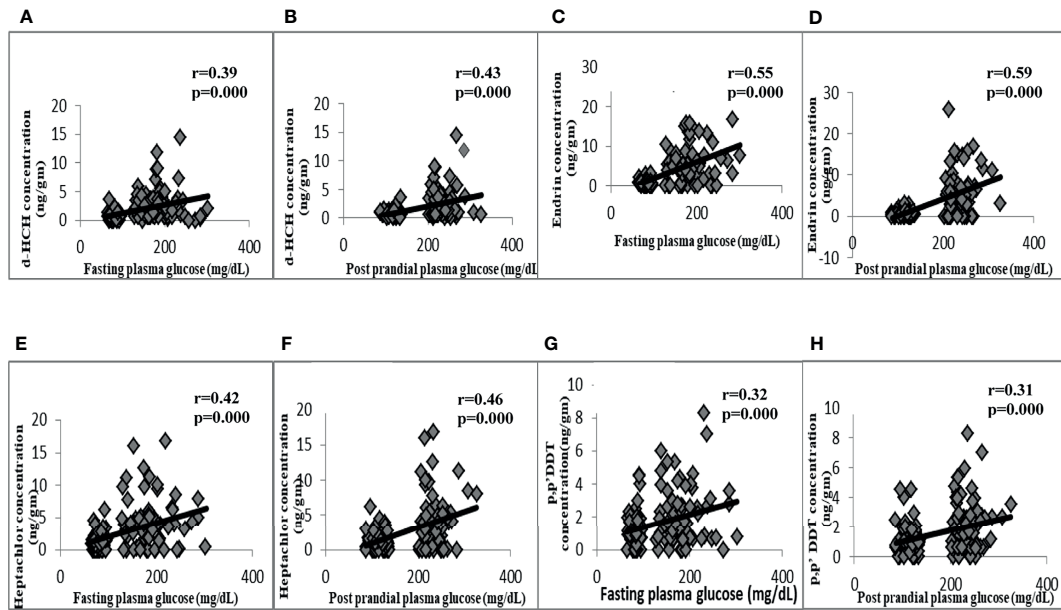 A
r=0.39
p=0.000
d-HCH concentration
(ng/gm)
20
15
10
5
0
0
200
400
Fasting plasma glucose (mg/dL)
B
r=0.43
p=0.000
d-HCH concentration
(ng/gm)
20
15
10
5
0
0
200
400
Post prandial plasma glucose (mg/dL
C
r=0.55
p=0.000
Endrin concentration
(ng/gm)
30
20
10
0
0
200
400
Fasting plasma glucose (mg/dL)
D
r=0.59
p=0.000
Endrin concentration
(ng/gm)
30
20
10
0
-10
0
200
400
Post prandial plasma glucose (mg/dL)
E
r=0.42
p=0.000
Heptachlor concentration
(ng/gm)
20
15
10
5
0
0
200
400
Fasting plasma glucose (mg/dL)
F
r=0.46
p=0.000
Heptachlor concentration
(ng/gm)
20
15
10
5
0
0
200
400
Post prandial plasma glucose (mg/dL)
G
r=0.32
p=0.000
p,p'DDT
concentration(ng/gm)
10
8
6
4
2
0
0
200
400
Fasting plasma glucose (mg/dL)
H
r=0.31
p=0.000
p,p' DDT concentration
(ng/gm)
10
8
6
4
2
0
0
200
400
Post prandial plasma glucose (mg/dL)